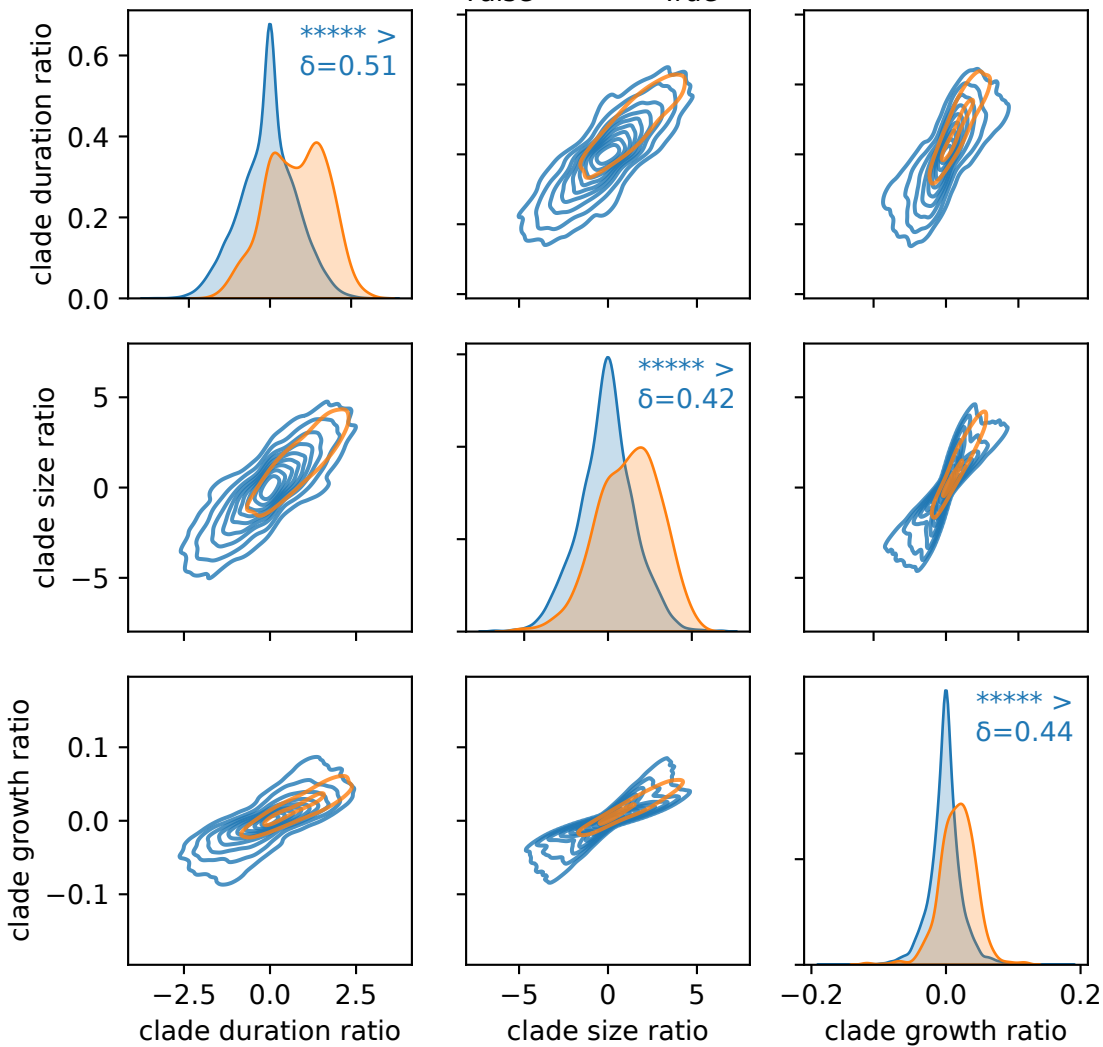 clade duration ratio
0.6
0.4
0.2
0.0
***** >
δ=0.51
clade size ratio
5
0
−5
***** >
δ=0.42
clade growth ratio
0.1
0.0
−0.1
***** >
δ=0.44
−2.5 0.0 2.5
−5 0 5
−0.2 0.0 0.2
clade duration ratio
clade size ratio
clade growth ratio